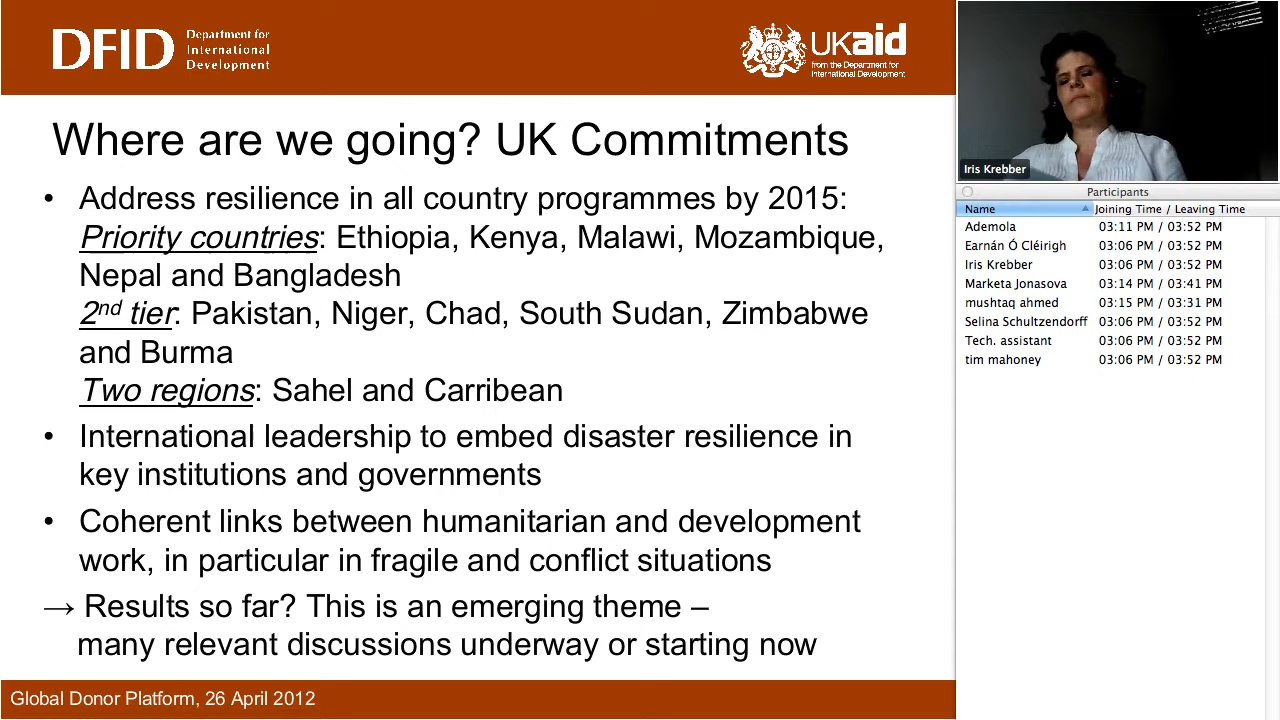 DFID
Department for
International
Development
UKaid
from the Department for
International Development
Where are we going? UK Commitments
• Address resilience in all country programmes by 2015:
Priority countries: Ethiopia, Kenya, Malawi, Mozambique,
Nepal and Bangladesh
2nd tier: Pakistan, Niger, Chad, South Sudan, Zimbabwe
and Burma
Two regions: Sahel and Carribean
• International leadership to embed disaster resilience in
key institutions and governments
• Coherent links between humanitarian and development
work, in particular in fragile and conflict situations
→ Results so far? This is an emerging theme –
many relevant discussions underway or starting now
Global Donor Platform, 26 April 2012
Iris Krebber
Participants
Name Joining Time / Leaving Time
Ademola 03:11 PM / 03:52 PM
Earnán Ó Cléirigh 03:06 PM / 03:52 PM
Iris Krebber 03:06 PM / 03:52 PM
Marketa Jonasova 03:14 PM / 03:41 PM
mushtaq ahmed 03:15 PM / 03:31 PM
Selina Schultzendorff 03:06 PM / 03:52 PM
Tech. assistant 03:06 PM / 03:52 PM
tim mahoney 03:06 PM / 03:52 PM